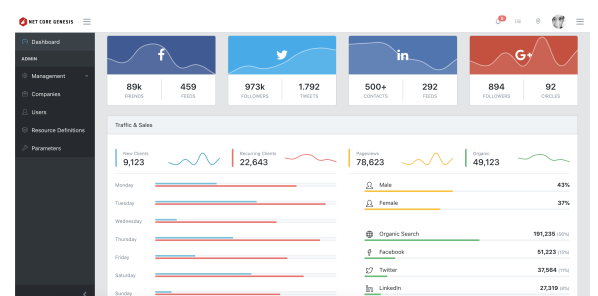 NET CORE GENESIS
Dashboard
ADMIN
Management
Companies
Users
Resource Definitions
Parameters
f
in
G+
89k 459 973k 1.792 500+ 292 894 92
FRIENDS FEEDS FOLLOWERS TWEETS CONTACTS FEEDS FOLLOWERS CIRCLES
Traffic & Sales
New Clients Recurring Clients Pageviews Organic
9,123 22,643 78,623 49,123
Monday
Tuesday
Wednesday
Thursday
Friday
Saturday
Sunday
Male 43%
Female 37%
Organic Search 191,235 (56%)
Facebook 51,223 (15%)
Twitter 37,564 (11%)
LinkedIn 27,319 (8%)